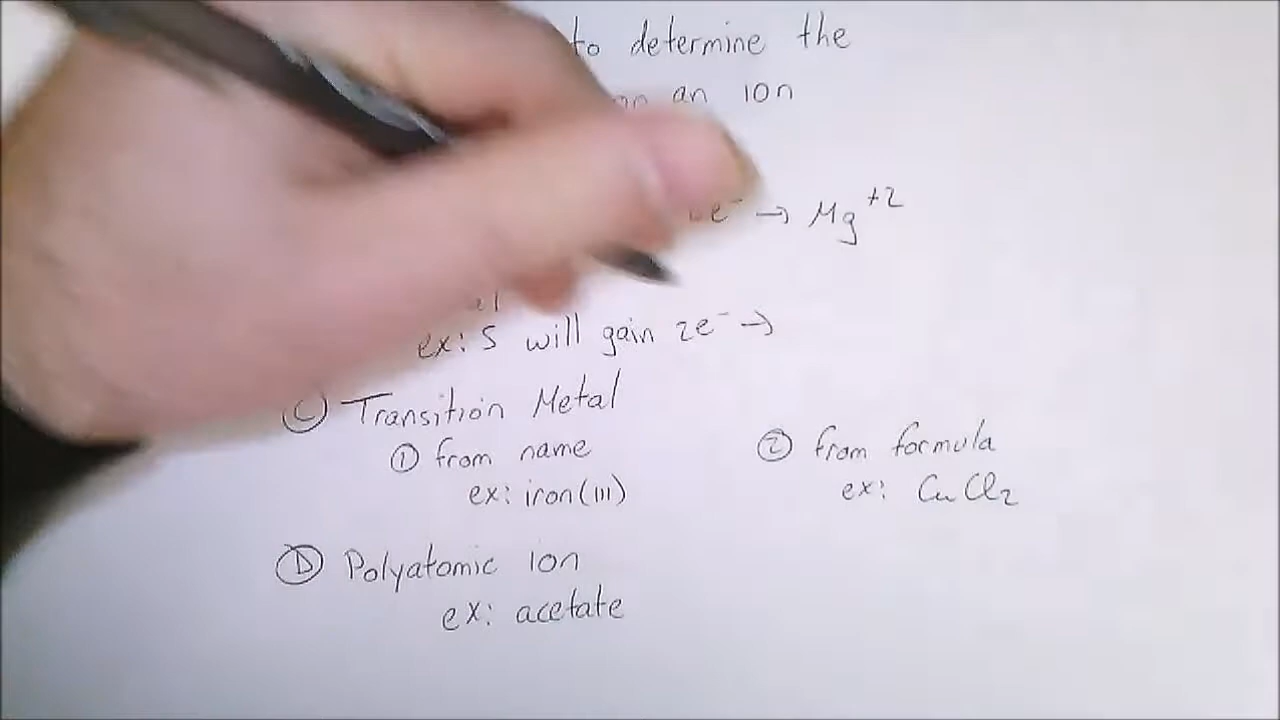 to determine the
an ion
e⁻ → Mg⁺²
ex: S will gain 2e⁻ →
Ⓒ Transition Metal
① from name
ex: iron(III)
② from formula
ex: CuCl₂
Ⓓ Polyatomic ion
ex: acetate